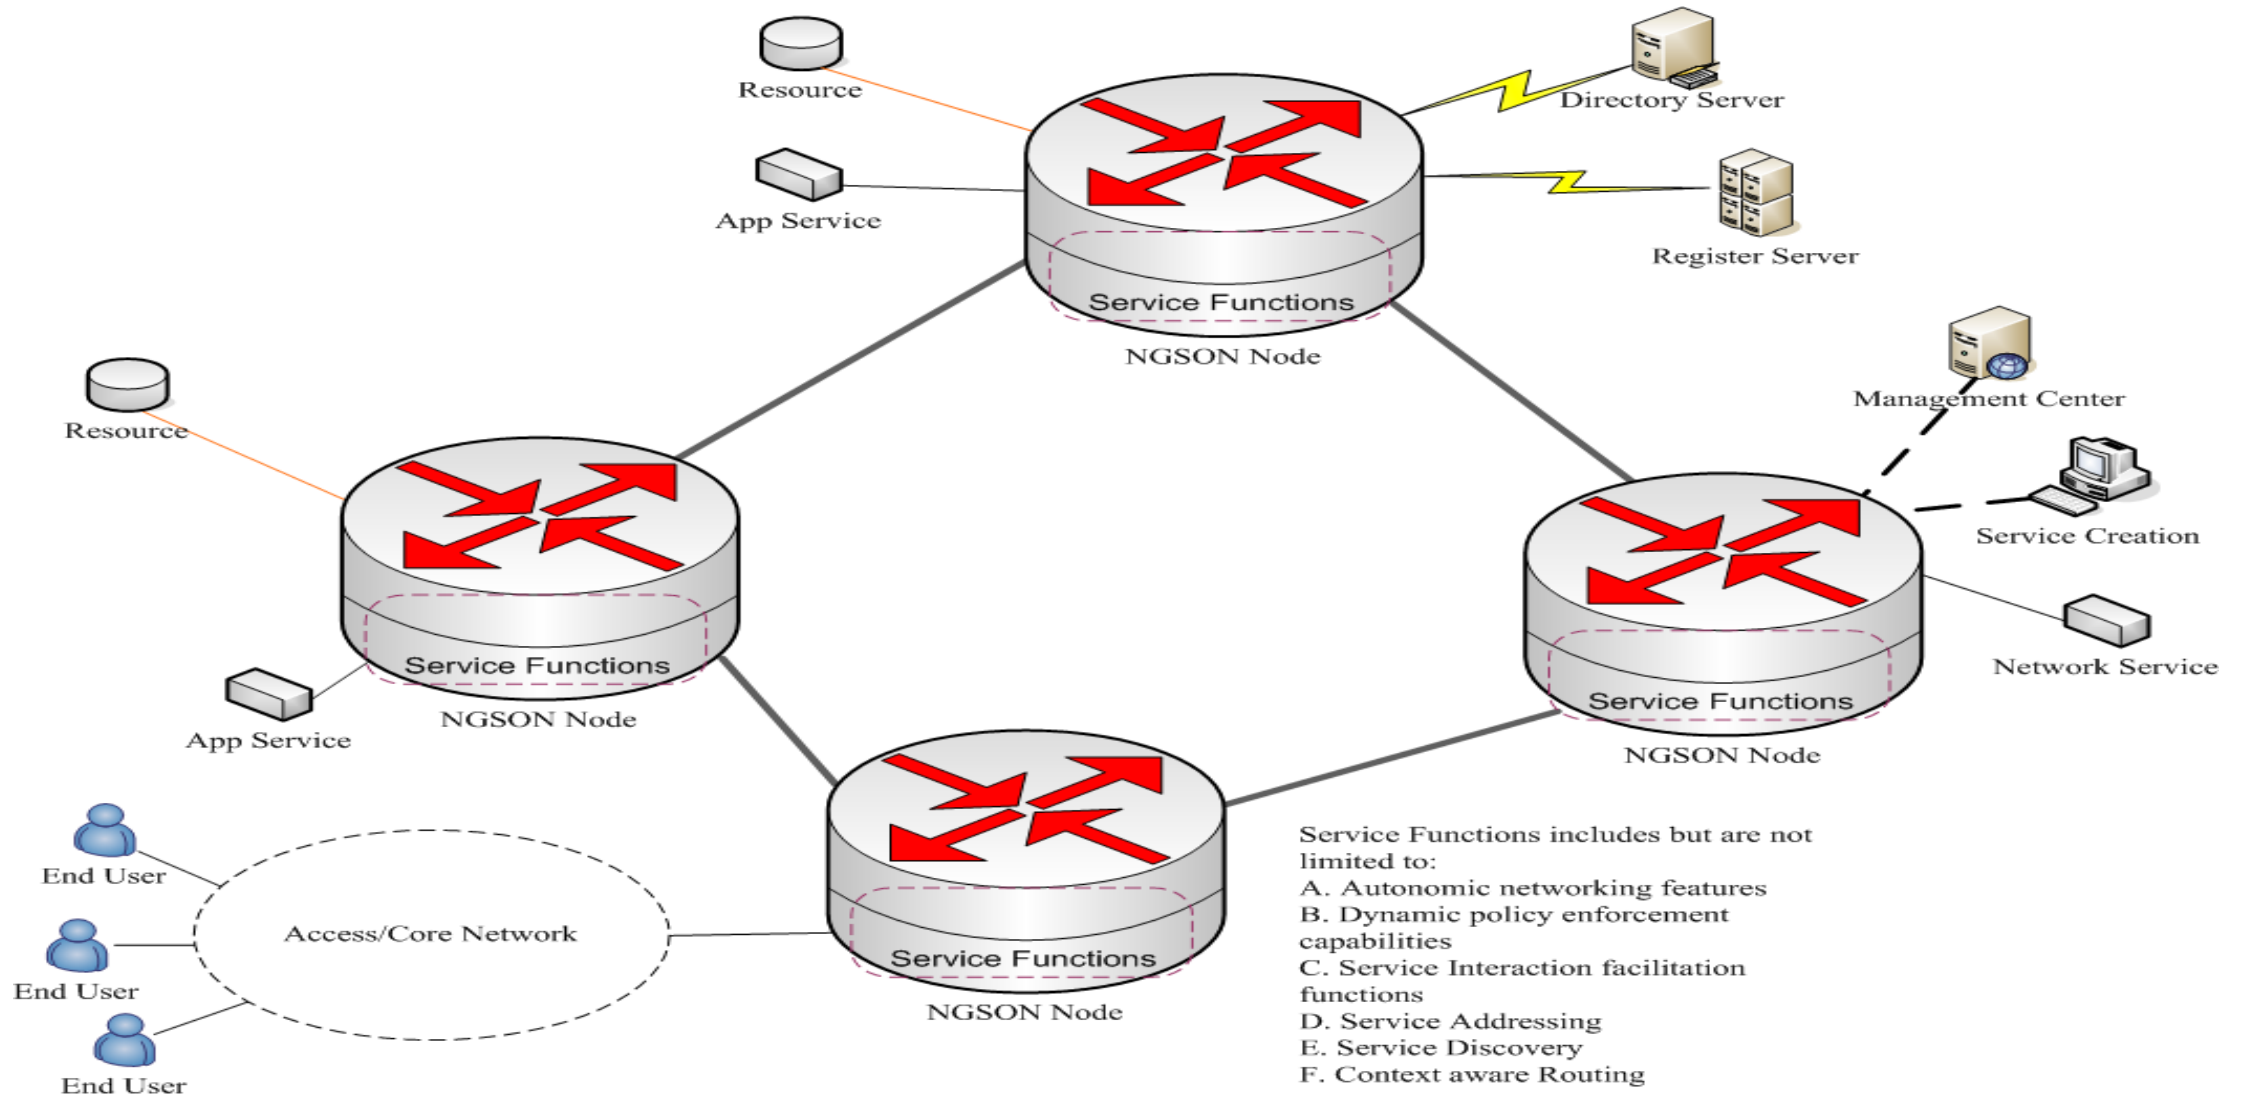 Resource
Directory Server
App Service
Register Server
Service Functions
NGSON Node
Management Center
Resource
Service Creation
Service Functions
NGSON Node
Network Service
Service Functions
NGSON Node
App Service
End User
End User
End User
Access/Core Network
Service Functions
NGSON Node
Service Functions includes but are not
limited to:
A. Autonomic networking features
B. Dynamic policy enforcement
capabilities
C. Service Interaction facilitation
functions
D. Service Addressing
E. Service Discovery
F. Context aware Routing